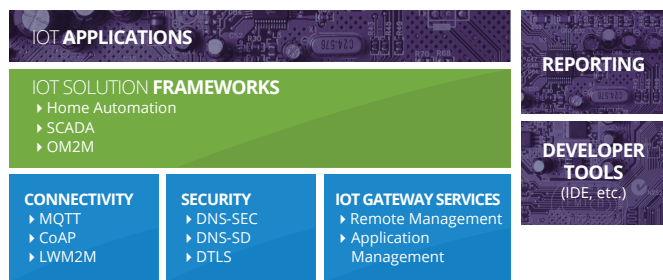 IOT APPLICATIONS
IOT SOLUTION FRAMEWORKS
Home Automation
SCADA
OM2M
CONNECTIVITY
MQTT
CoAP
LWM2M
SECURITY
DNS-SEC
DNS-SD
DTLS
IOT GATEWAY SERVICES
Remote Management
Application
Management
REPORTING
DEVELOPER
TOOLS
(IDE, etc.)